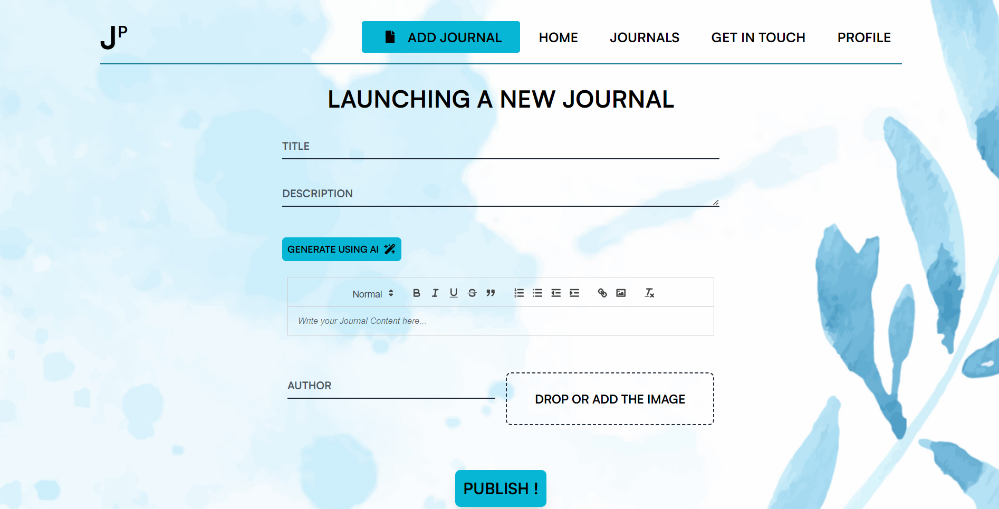 JP
ADD JOURNAL HOME JOURNALS GET IN TOUCH PROFILE
LAUNCHING A NEW JOURNAL
TITLE
DESCRIPTION
GENERATE USING AI
Normal B I U S
Write your Journal Content here...
AUTHOR
DROP OR ADD THE IMAGE
PUBLISH !